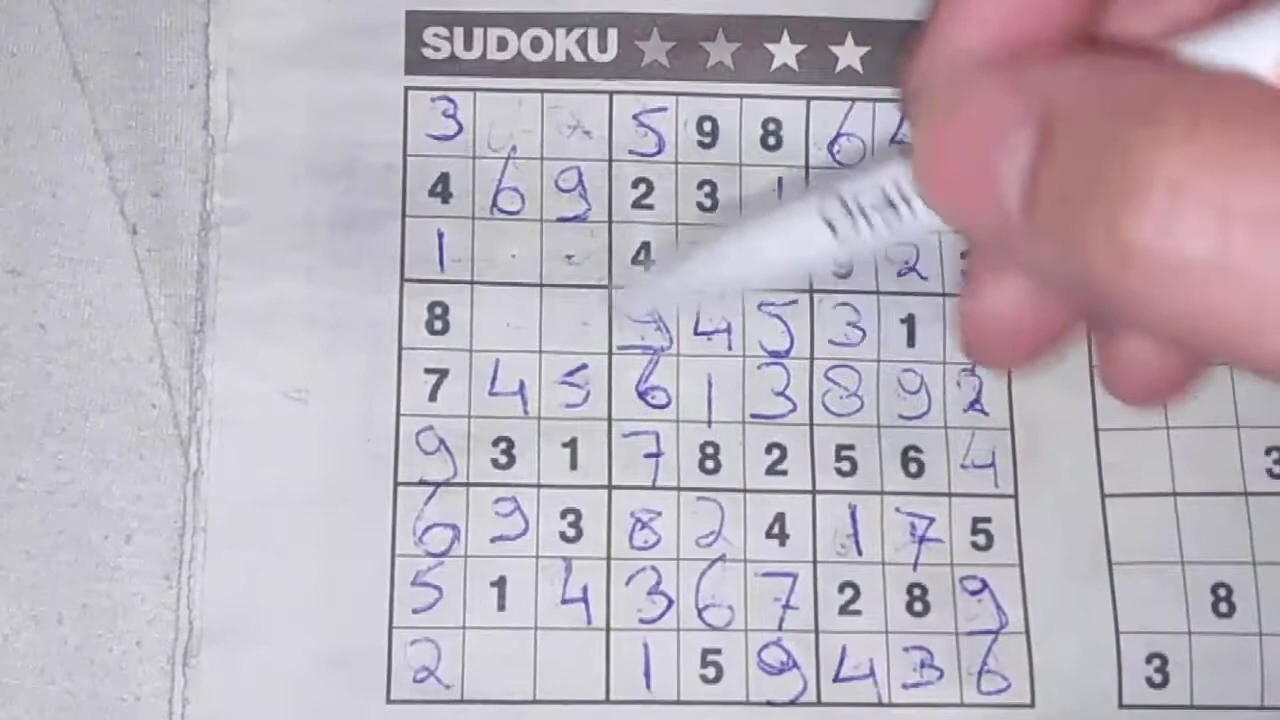 SUDOKU
3 5 9 8 6
4 6 9 2 3 1
1 4 2
8 9 4 5 3 1
7 4 5 6 1 3 8 9 2
9 3 1 7 8 2 5 6 4
3
6 9 3 8 2 4 1 7 5
5 1 4 3 6 7 2 8 9
8
2 1 5 9 4 3 6
3